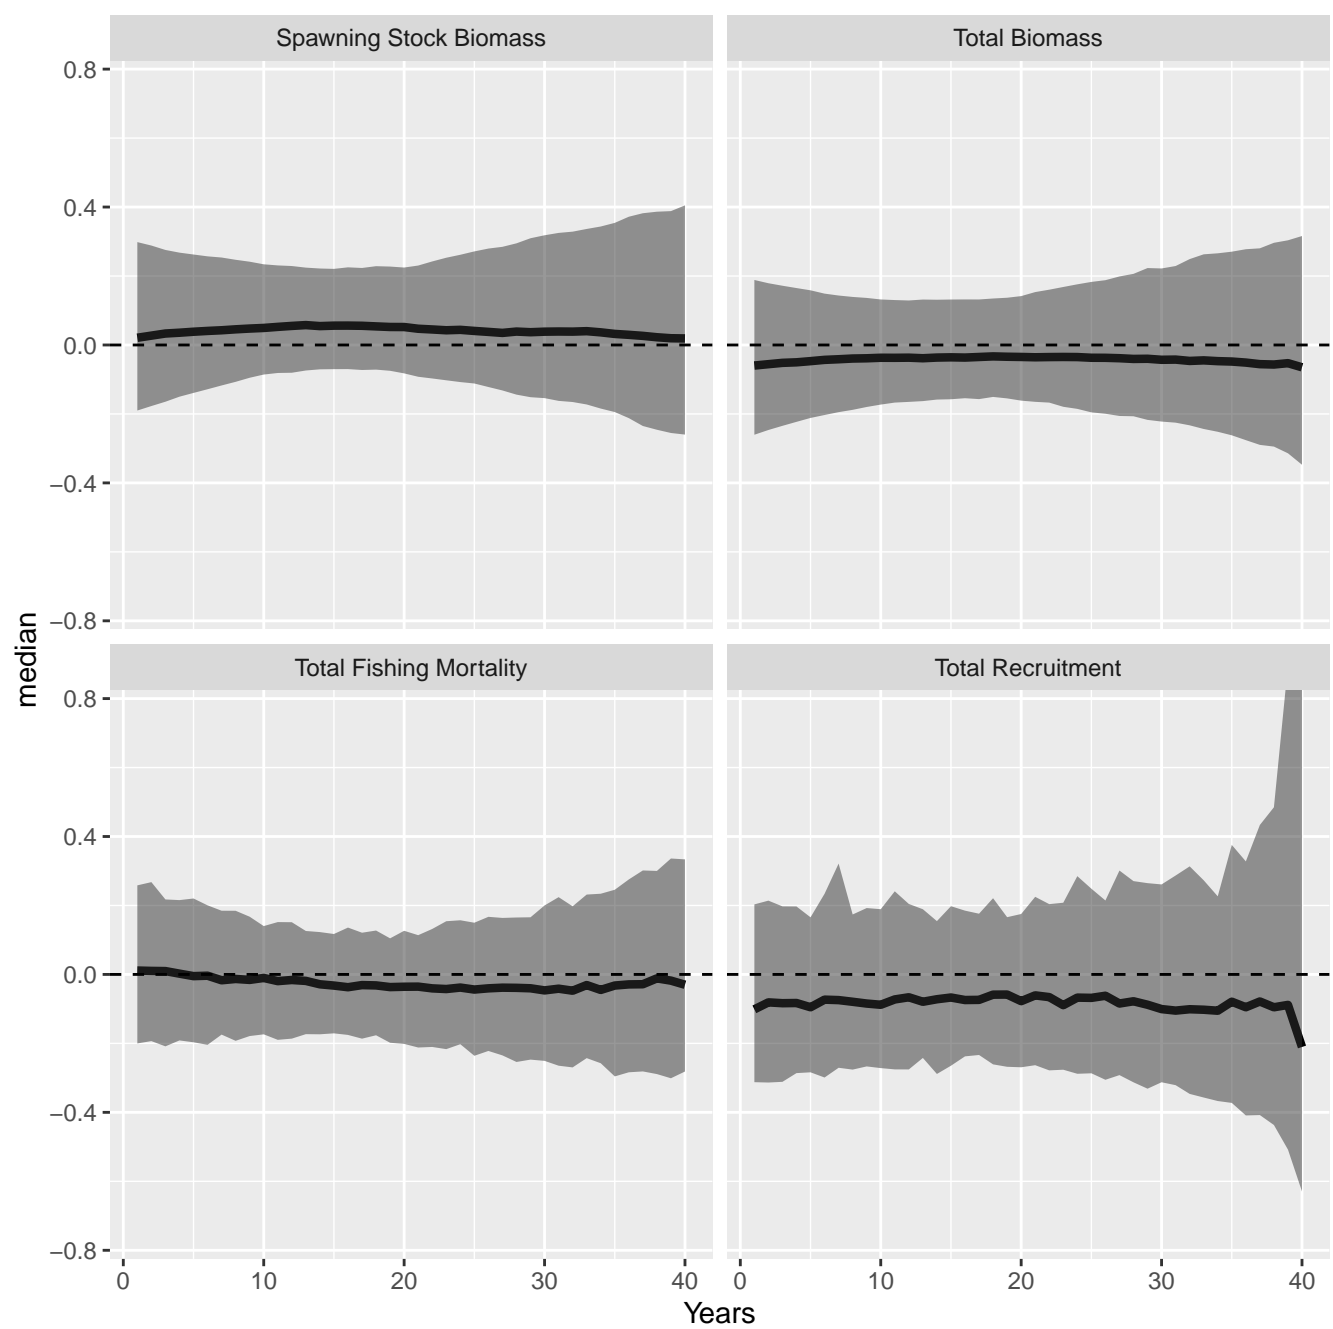 Spawning Stock Biomass
Total Biomass
0.8
0.4
0.0
−0.4
−0.8
median
Total Fishing Mortality
Total Recruitment
0.8
0.4
0.0
−0.4
−0.8
0 10 20 30 40
0 10 20 30 40
Years